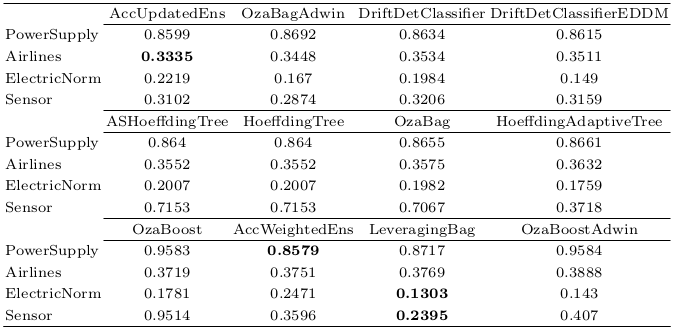 AccUpdatedEns OzaBagAdwin DriftDetClassifier DriftDetClassifierEDDM
PowerSupply 0.8599 0.8692 0.8634 0.8615
Airlines 0.3335 0.3448 0.3534 0.3511
ElectricNorm 0.2219 0.167 0.1984 0.149
Sensor 0.3102 0.2874 0.3206 0.3159
ASHoeffdingTree HoeffdingTree OzaBag HoeffdingAdaptiveTree
PowerSupply 0.864 0.864 0.8655 0.8661
Airlines 0.3552 0.3552 0.3575 0.3632
ElectricNorm 0.2007 0.2007 0.1982 0.1759
Sensor 0.7153 0.7153 0.7067 0.3718
OzaBoost AccWeightedEns LeveragingBag OzaBoostAdwin
PowerSupply 0.9583 0.8579 0.8717 0.9584
Airlines 0.3719 0.3751 0.3769 0.3888
ElectricNorm 0.1781 0.2471 0.1303 0.143
Sensor 0.9514 0.3596 0.2395 0.407